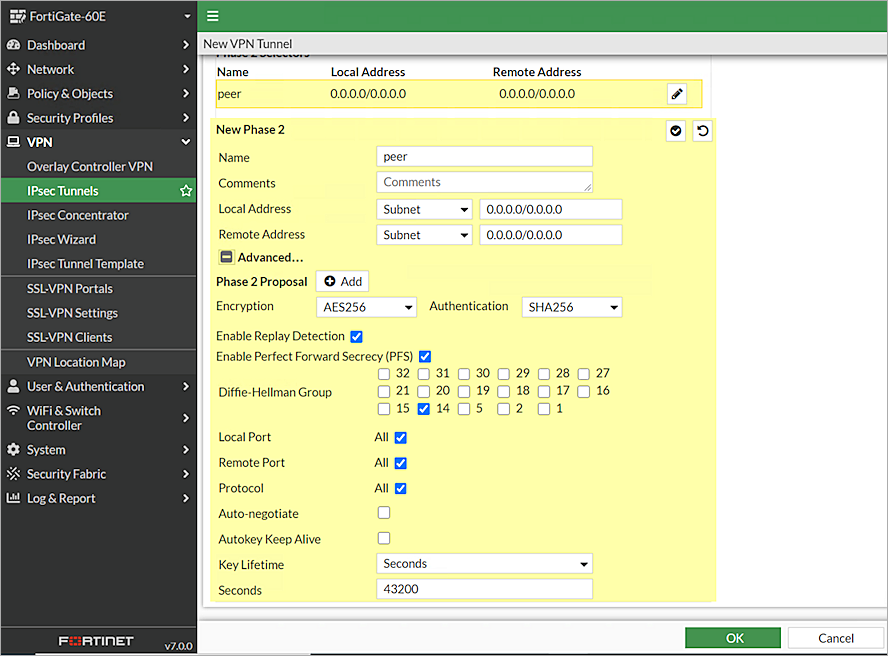 FortiGate-60E
Dashboard
Network
Policy & Objects
Security Profiles
VPN
Overlay Controller VPN
IPsec Tunnels
IPsec Concentrator
IPsec Wizard
IPsec Tunnel Template
SSL-VPN Portals
SSL-VPN Settings
SSL-VPN Clients
VPN Location Map
User & Authentication
WiFi & Switch
Controller
System
Security Fabric
Log & Report
FORTINET v7.0.0
New VPN Tunnel
Phase 2 Selectors
Name Local Address Remote Address
peer 0.0.0.0/0.0.0.0 0.0.0.0/0.0.0.0
New Phase 2
Name peer
Comments Comments
Local Address Subnet 0.0.0.0/0.0.0.0
Remote Address Subnet 0.0.0.0/0.0.0.0
Advanced...
Phase 2 Proposal Add
Encryption AES256 Authentication SHA256
Enable Replay Detection
Enable Perfect Forward Secrecy (PFS)
32 31 30 29 28 27
Diffie-Hellman Group 21 20 19 18 17 16
15 14 5 2 1
Local Port All
Remote Port All
Protocol All
Auto-negotiate
Autokey Keep Alive
Key Lifetime Seconds
Seconds 43200
OK Cancel